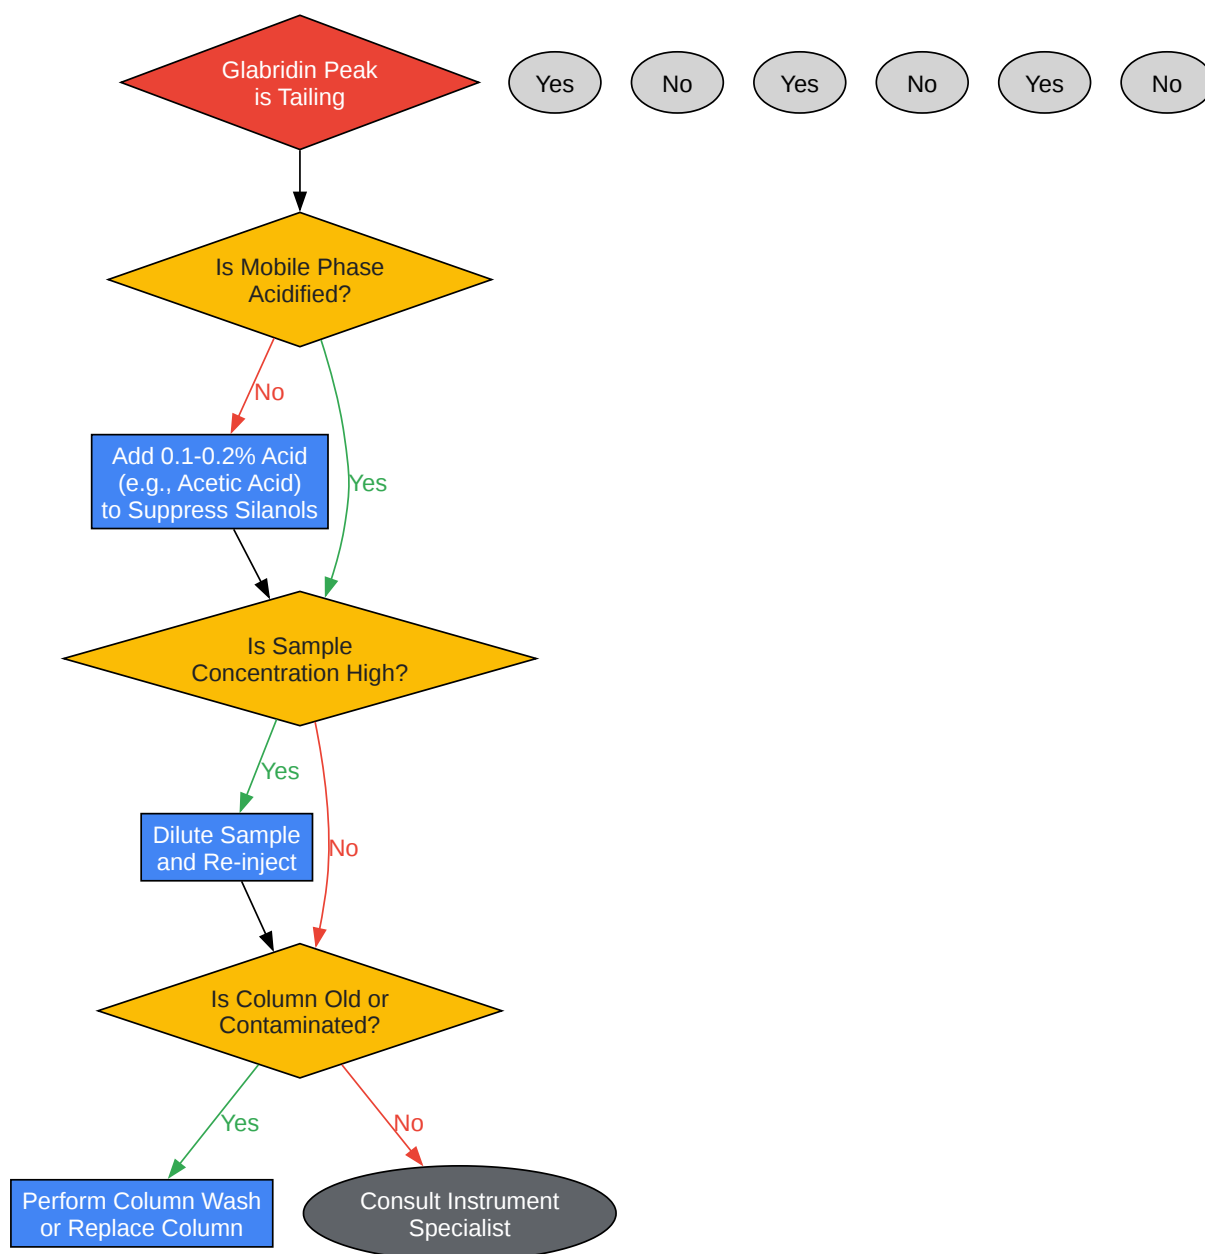 Glabridin Peak
is Tailing
Yes
No
Yes
No
Yes
No
Is Mobile Phase
Acidified?
No
Add 0.1-0.2% Acid
(e.g., Acetic Acid)
to Suppress Silanols
Yes
Is Sample
Concentration High?
Yes
Dilute Sample
and Re-inject
No
Is Column Old or
Contaminated?
Yes
No
Perform Column Wash
or Replace Column
Consult Instrument
Specialist